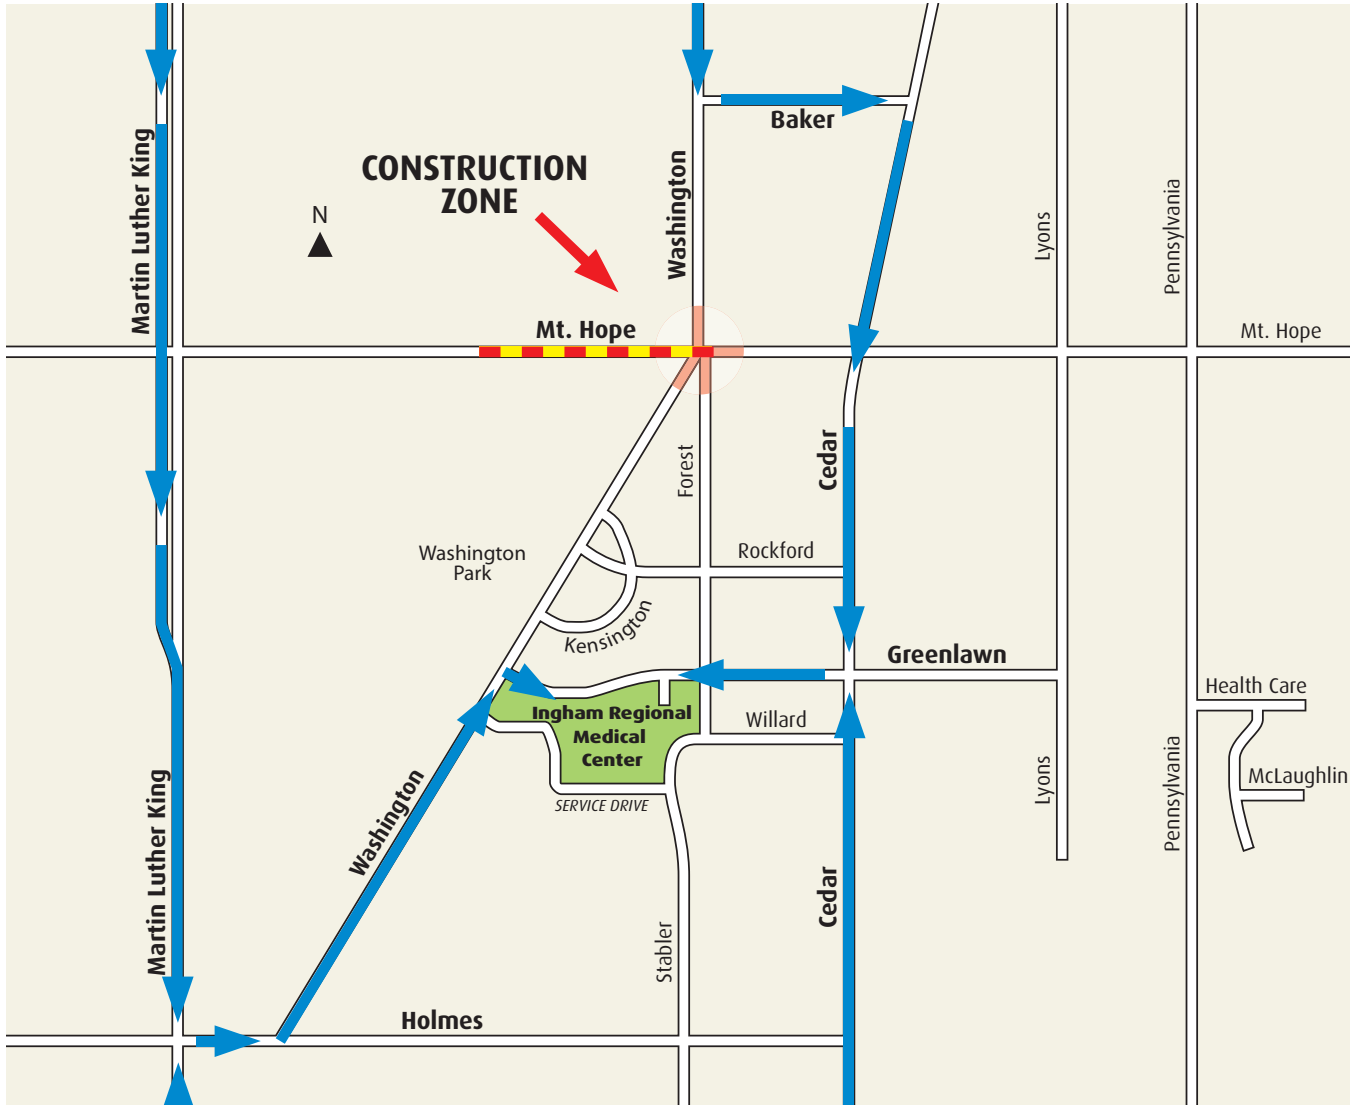 Baker
CONSTRUCTION
ZONE
Martin Luther King
Washington
N
Lyons
Pennsylvania
Mt. Hope
Mt. Hope
Cedar
Forest
Washington
Park
Rockford
Kensington
Greenlawn
Health Care
Ingham Regional
Medical
Center
Willard
McLaughlin
SERVICE DRIVE
Washington
Lyons
Pennsylvania
Martin Luther King
Cedar
Stabler
Holmes